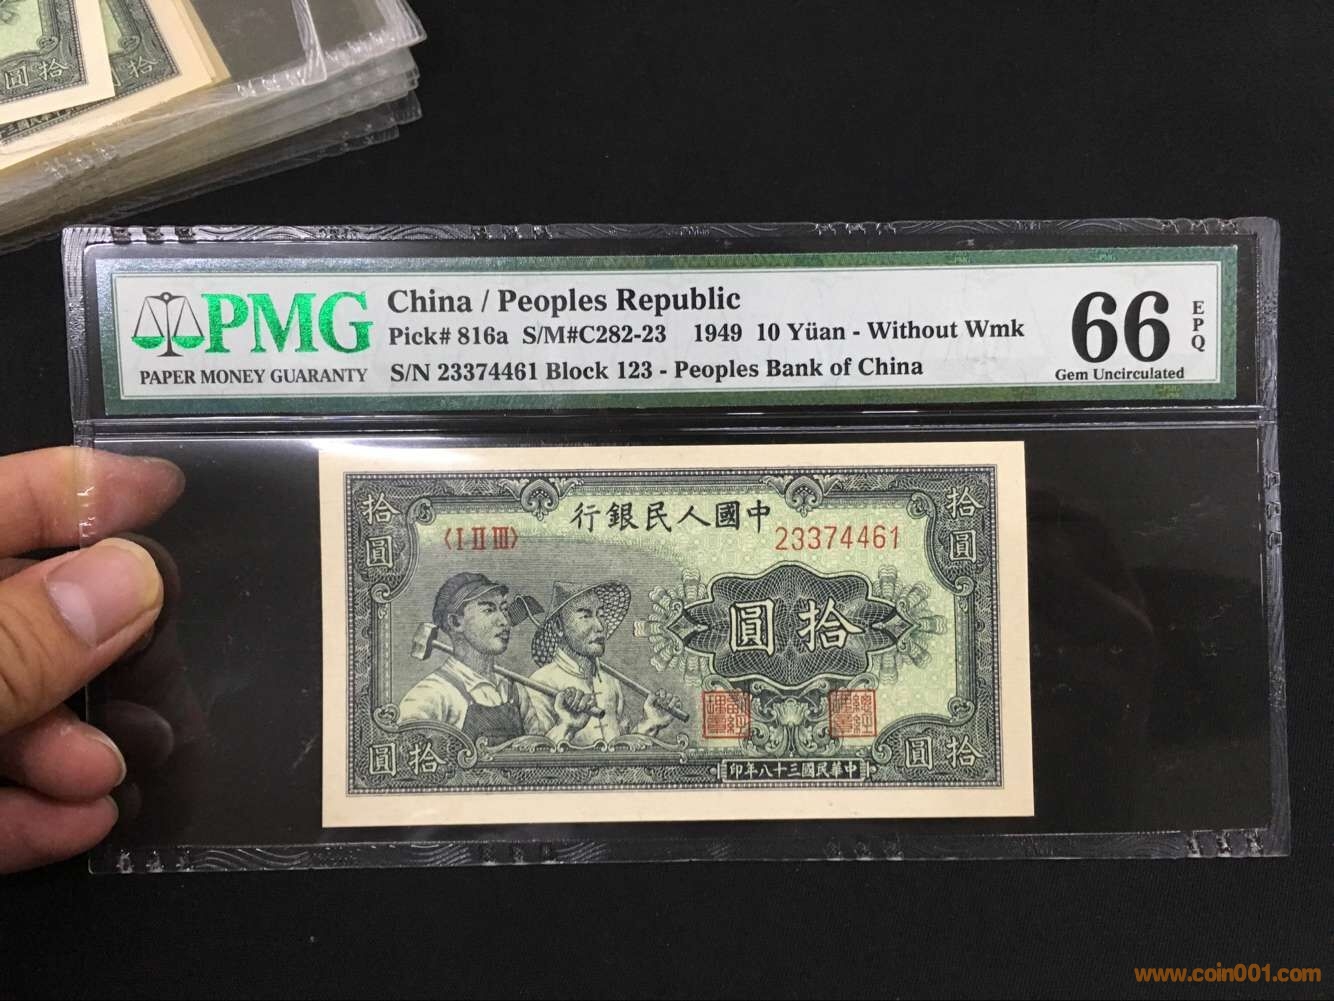 圓拾
拾
PMG
PAPER MONEY GUARANTY
China / Peoples Republic
Pick# 816a S/M#C282-23 1949 10 Yüan - Without Wmk
S/N 23374461 Block 123 - Peoples Bank of China
66
EPQ
Gem Uncirculated
行銀民人國中
拾圓
拾圓
〈I II III〉
23374461
圓拾
圓拾
圓拾
印年八十三國民華中
www.coin001.com